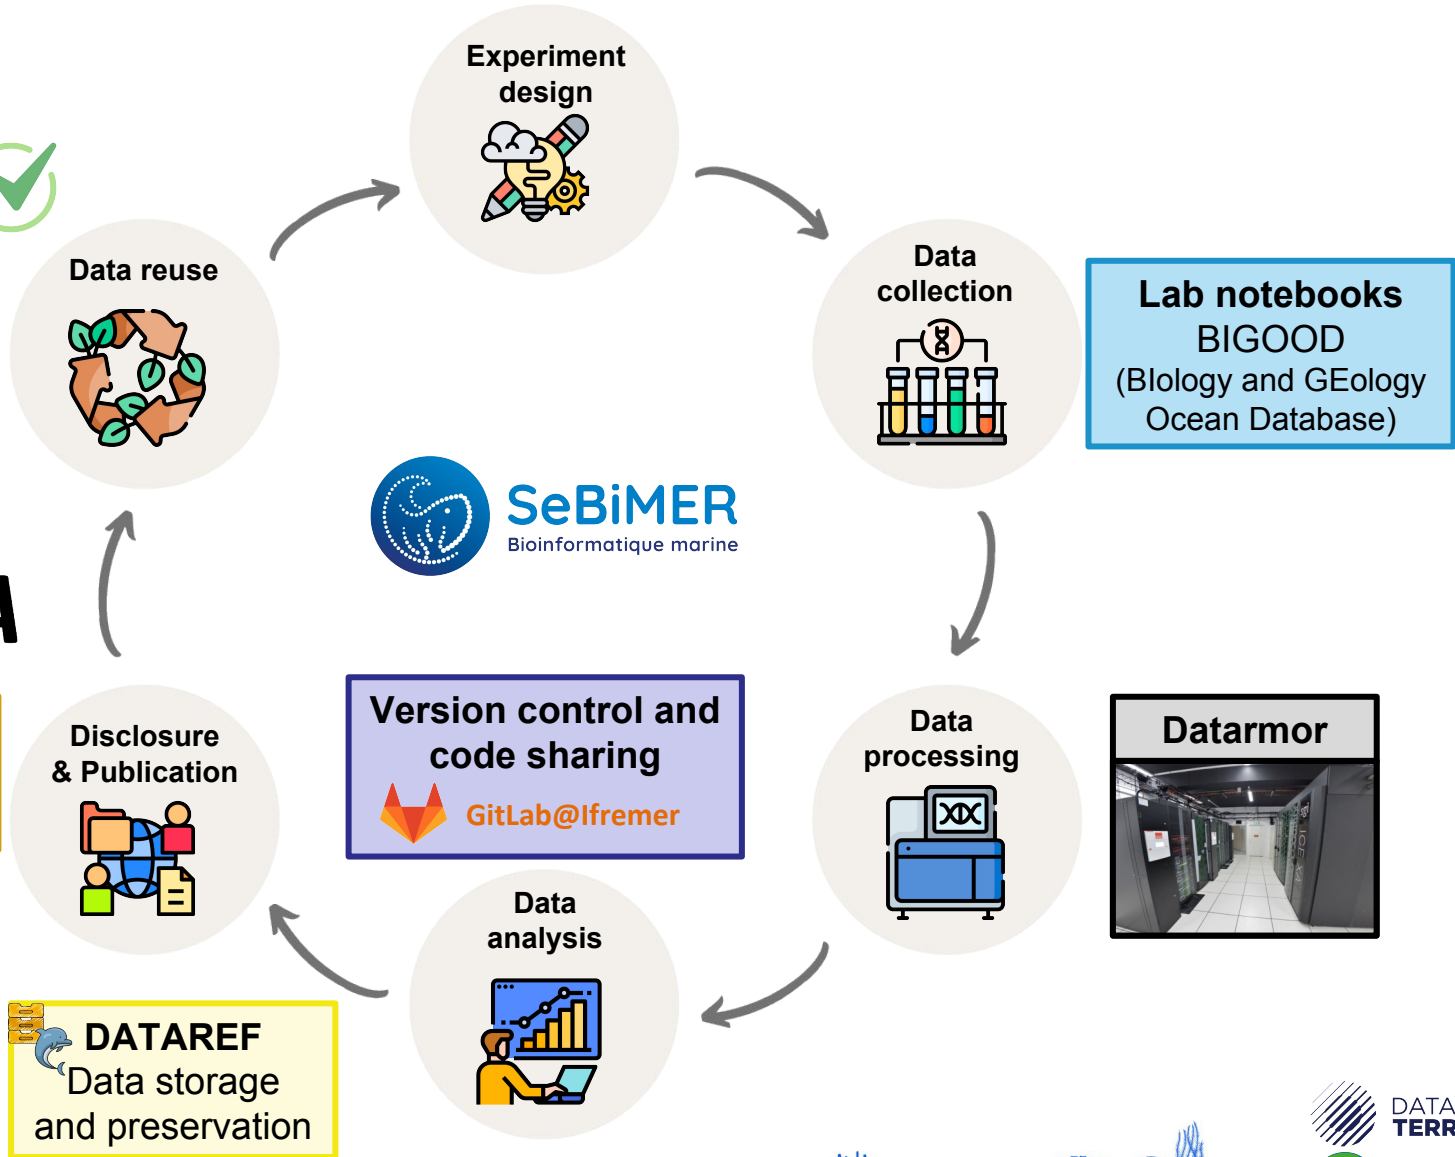 Experiment
design
Data reuse
Data
collection
Lab notebooks
BIGOOD
(BIology and GEology
Ocean Database)
SeBiMER
Bioinformatique marine
A
Version control and
code sharing
GitLab@Ifremer
Disclosure
& Publication
Data
processing
Datarmor
Data
analysis
DATAREF
Data storage
and preservation
DATA
TERR